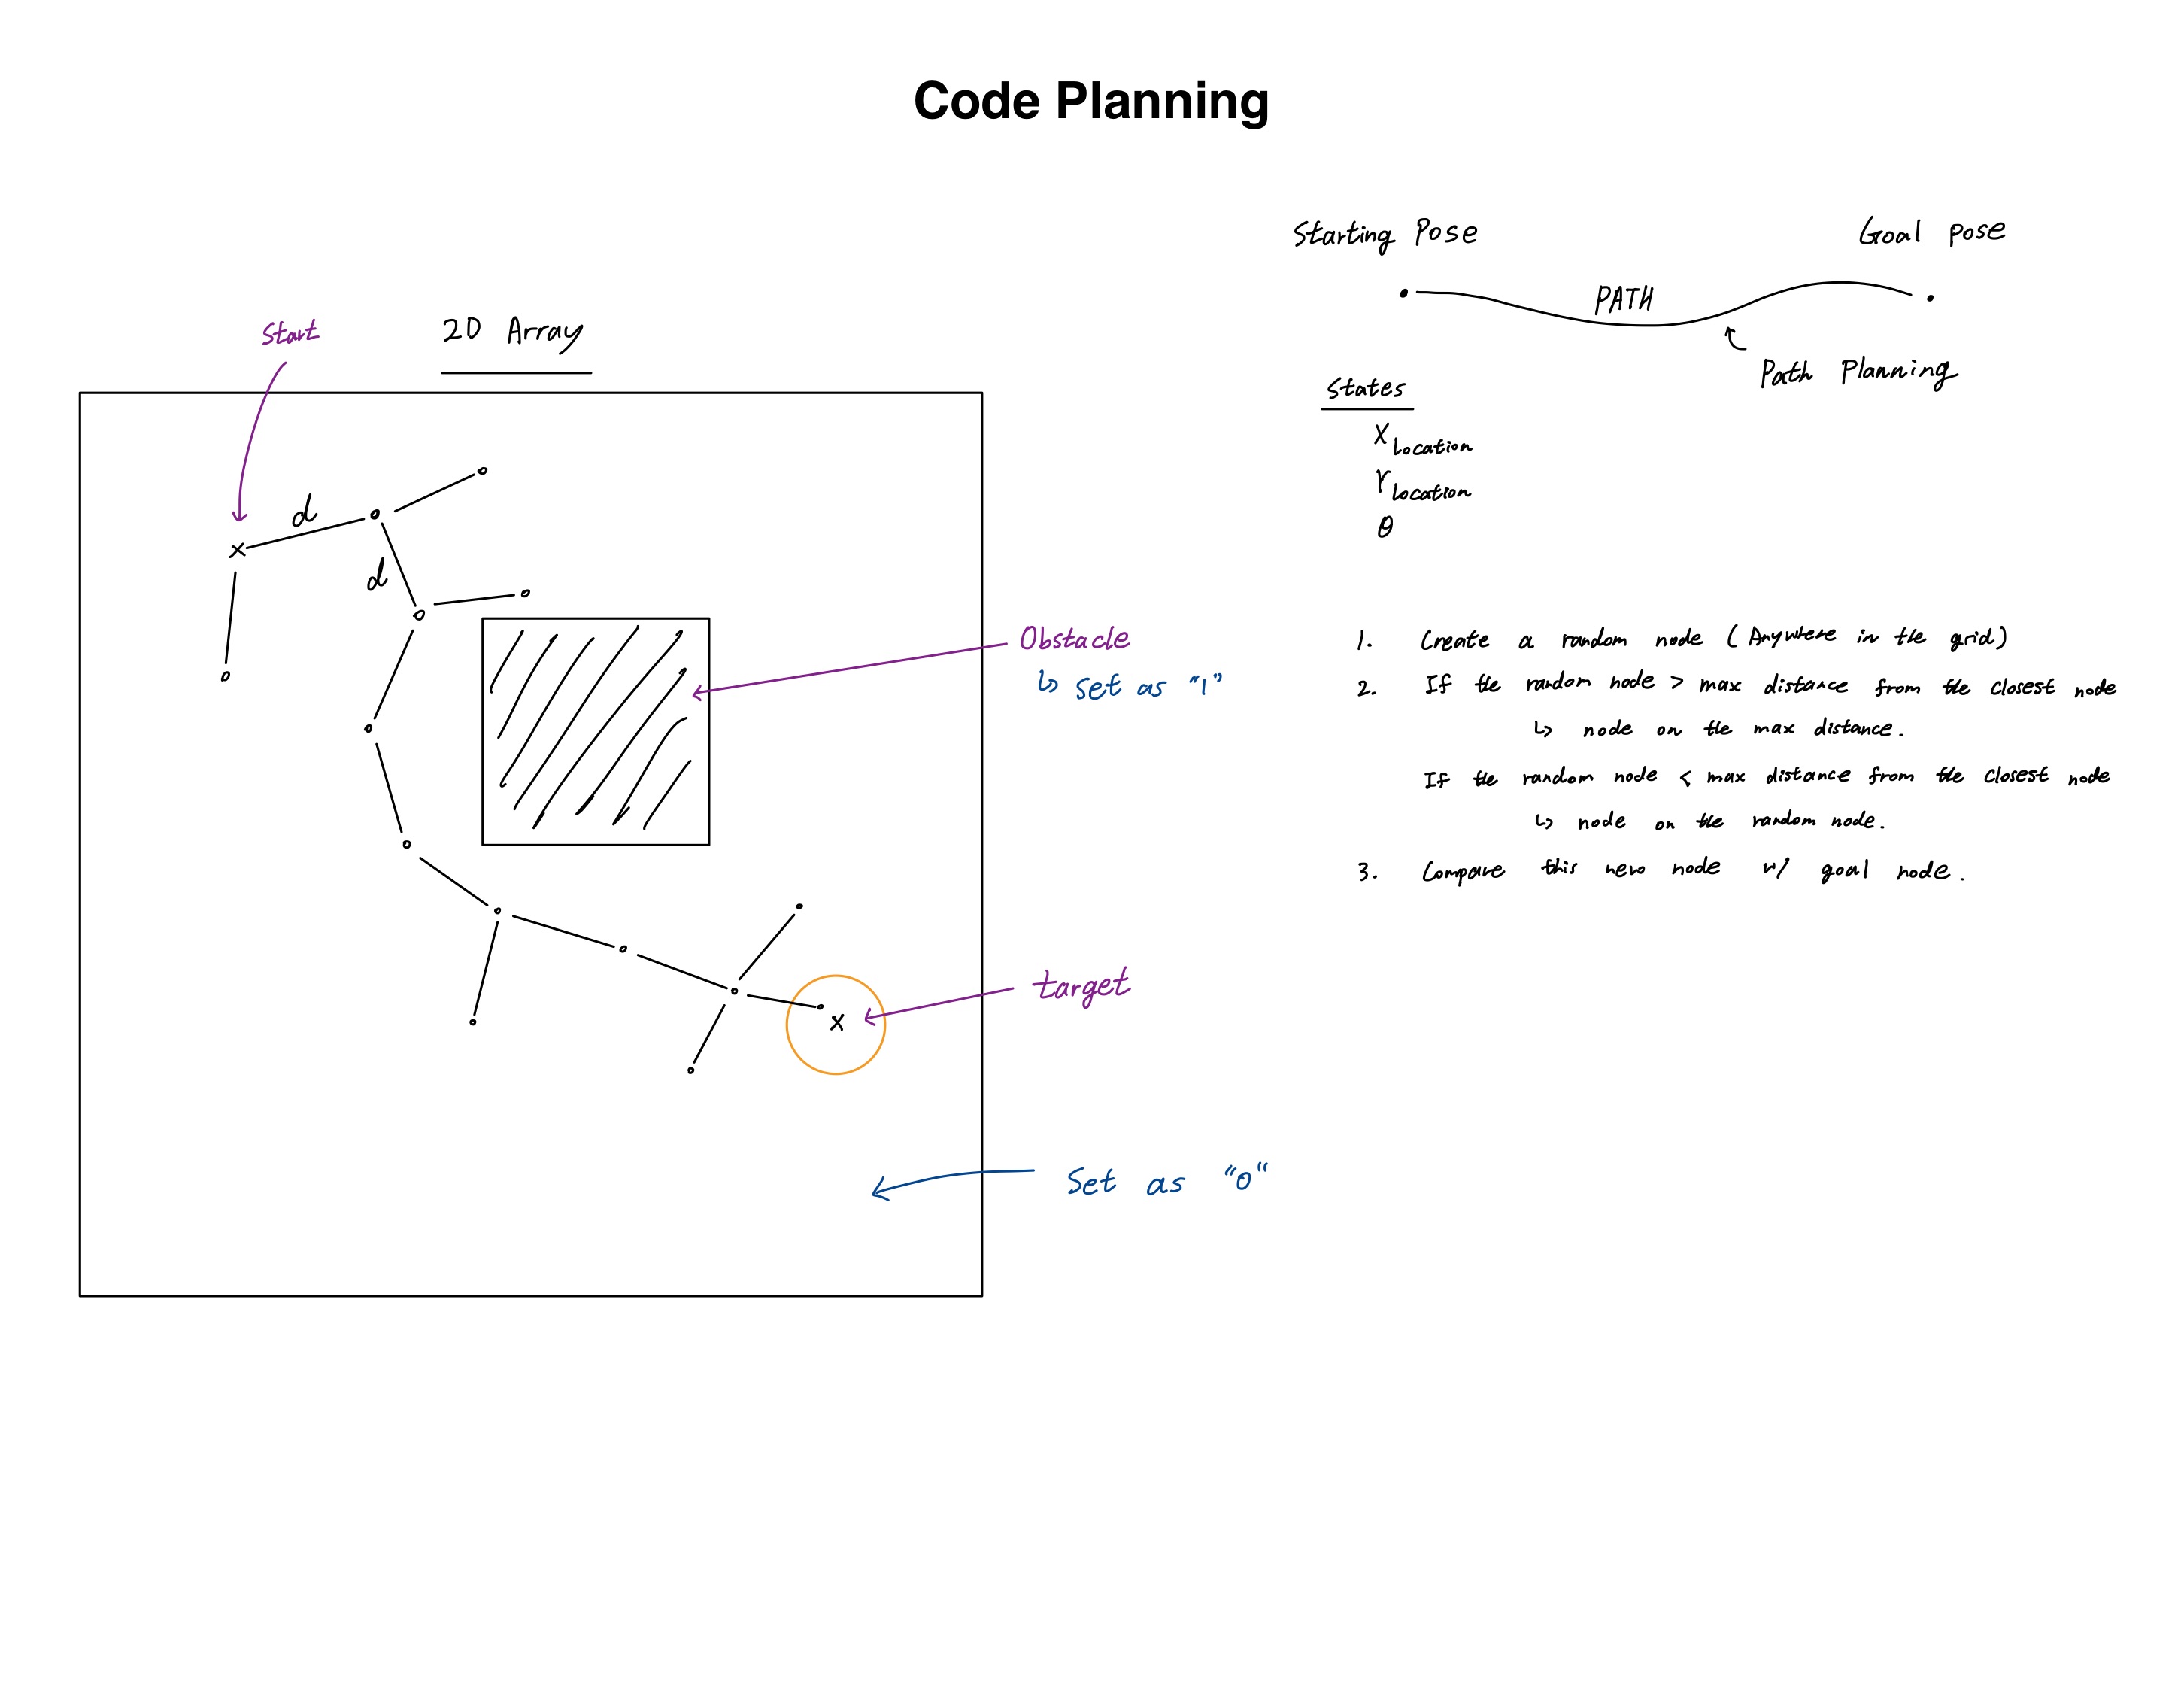 Code Planning
Starting Pose
Goal pose
PATH
Path Planning
States
X Location
Y Location
θ
Start
2D Array
d
d
Obstacle
↳ set as "1"
target
Set as "0"
1. Create a random node (Anywhere in the grid)
2. If the random node > max distance from the closest node
↳ node on the max distance.
If the random node < max distance from the closest node
↳ node on the random node.
3. Compare this new node w/ goal node.